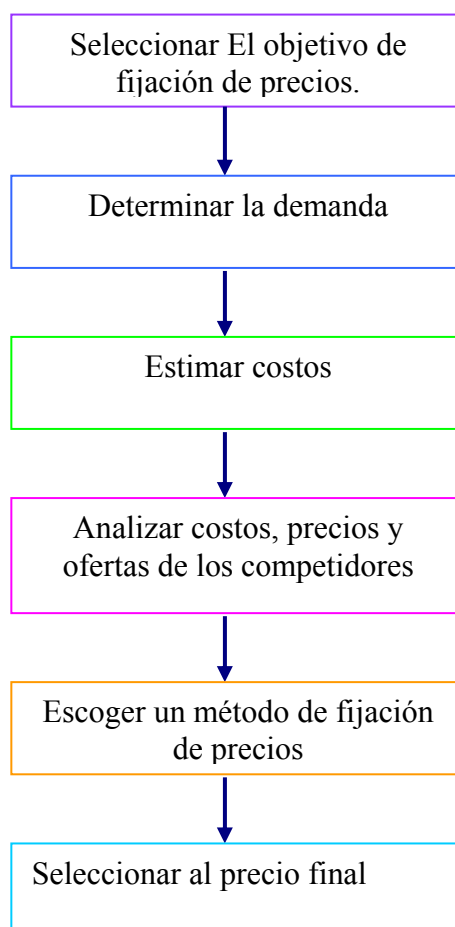 Seleccionar El objetivo de
fijación de precios.
Determinar la demanda
Estimar costos
Analizar costos, precios y
ofertas de los competidores
Escoger un método de fijación
de precios
Seleccionar al precio final